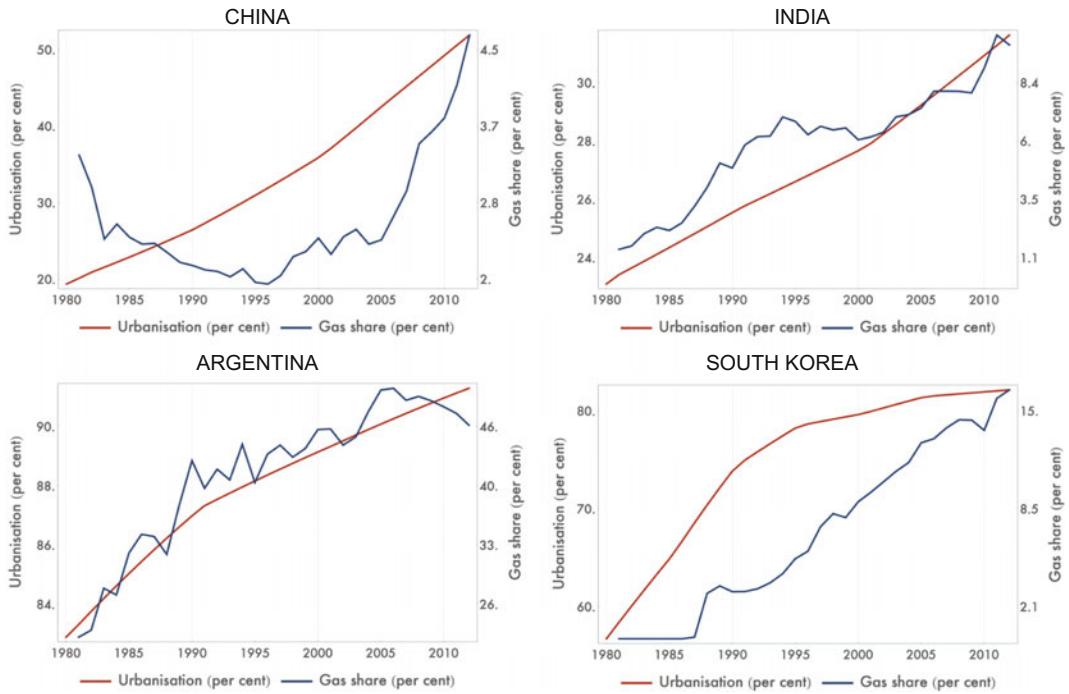 CHINA
INDIA
Urbanisation (per cent)
50.
40.
30.
20.
4.5
3.7
2.8
2.
Gas share (per cent)
1980 1985 1990 1995 2000 2005 2010
Urbanisation (per cent) Gas share (per cent)
Urbanisation (per cent)
30.
28.
26.
24.
8.4
6.
3.5
1.1
Gas share (per cent)
1980 1985 1990 1995 2000 2005 2010
Urbanisation (per cent) Gas share (per cent)
ARGENTINA
SOUTH KOREA
Urbanisation (per cent)
90.
88.
86.
84.
46.
40.
33.
26.
Gas share (per cent)
1980 1985 1990 1995 2000 2005 2010
Urbanisation (per cent) Gas share (per cent)
Urbanisation (per cent)
80.
70.
60.
15.
8.5
2.1
Gas share (per cent)
1980 1985 1990 1995 2000 2005 2010
Urbanisation (per cent) Gas share (per cent)